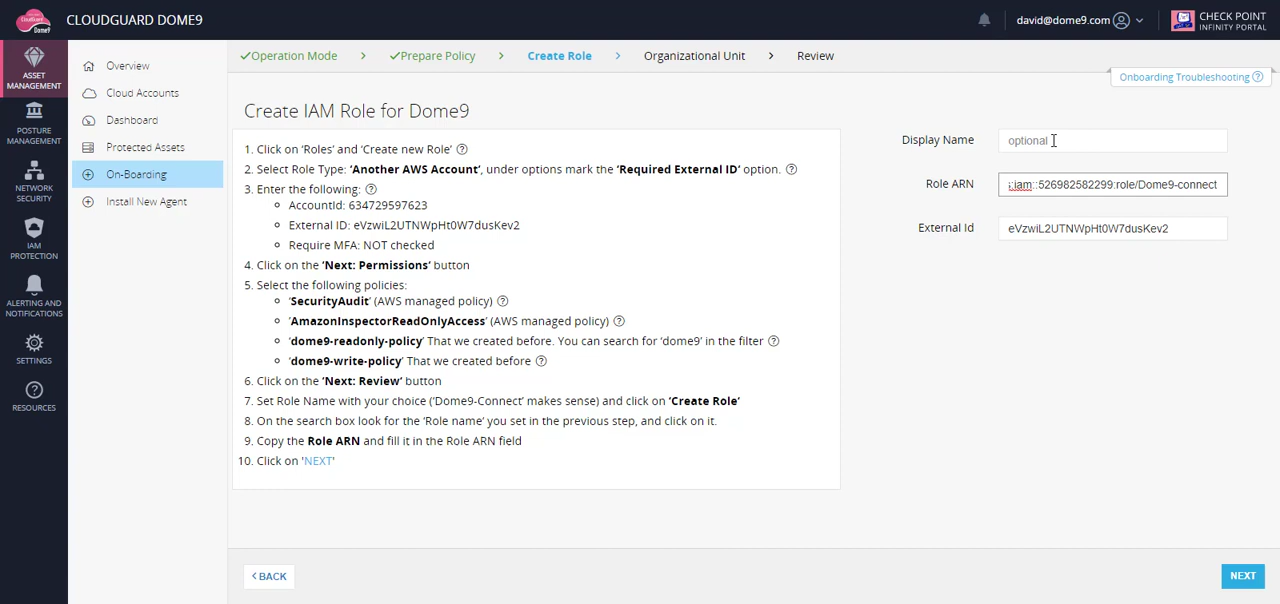 CLOUDGUARD DOME9
david@dome9.com
CHECK POINT
INFINITY PORTAL
ASSET
MANAGEMENT
POSTURE
MANAGEMENT
NETWORK
SECURITY
IAM
PROTECTION
ALERTING AND
NOTIFICATIONS
SETTINGS
RESOURCES
Overview
Cloud Accounts
Dashboard
Protected Assets
On-Boarding
Install New Agent
Operation Mode
Prepare Policy
Create Role
Organizational Unit
Review
Onboarding Troubleshooting
Create IAM Role for Dome9
1. Click on 'Roles' and 'Create new Role'
2. Select Role Type: 'Another AWS Account', under options mark the 'Required External ID' option.
3. Enter the following:
AccountId: 634729597623
External ID: eVzwiL2UTNWpHt0W7dusKev2
Require MFA: NOT checked
4. Click on the 'Next: Permissions' button
5. Select the following policies:
'SecurityAudit' (AWS managed policy)
'AmazonInspectorReadOnlyAccess' (AWS managed policy)
'dome9-readonly-policy' That we created before. You can search for 'dome9' in the filter
'dome9-write-policy' That we created before
6. Click on the 'Next: Review' button
7. Set Role Name with your choice ('Dome9-Connect' makes sense) and click on 'Create Role'
8. On the search box look for the 'Role name' you set in the previous step, and click on it.
9. Copy the Role ARN and fill it in the Role ARN field
10. Click on 'NEXT'
Display Name
optional
Role ARN
s:iam::526982582299:role/Dome9-connect
External Id
eVzwiL2UTNWpHt0W7dusKev2
BACK
NEXT